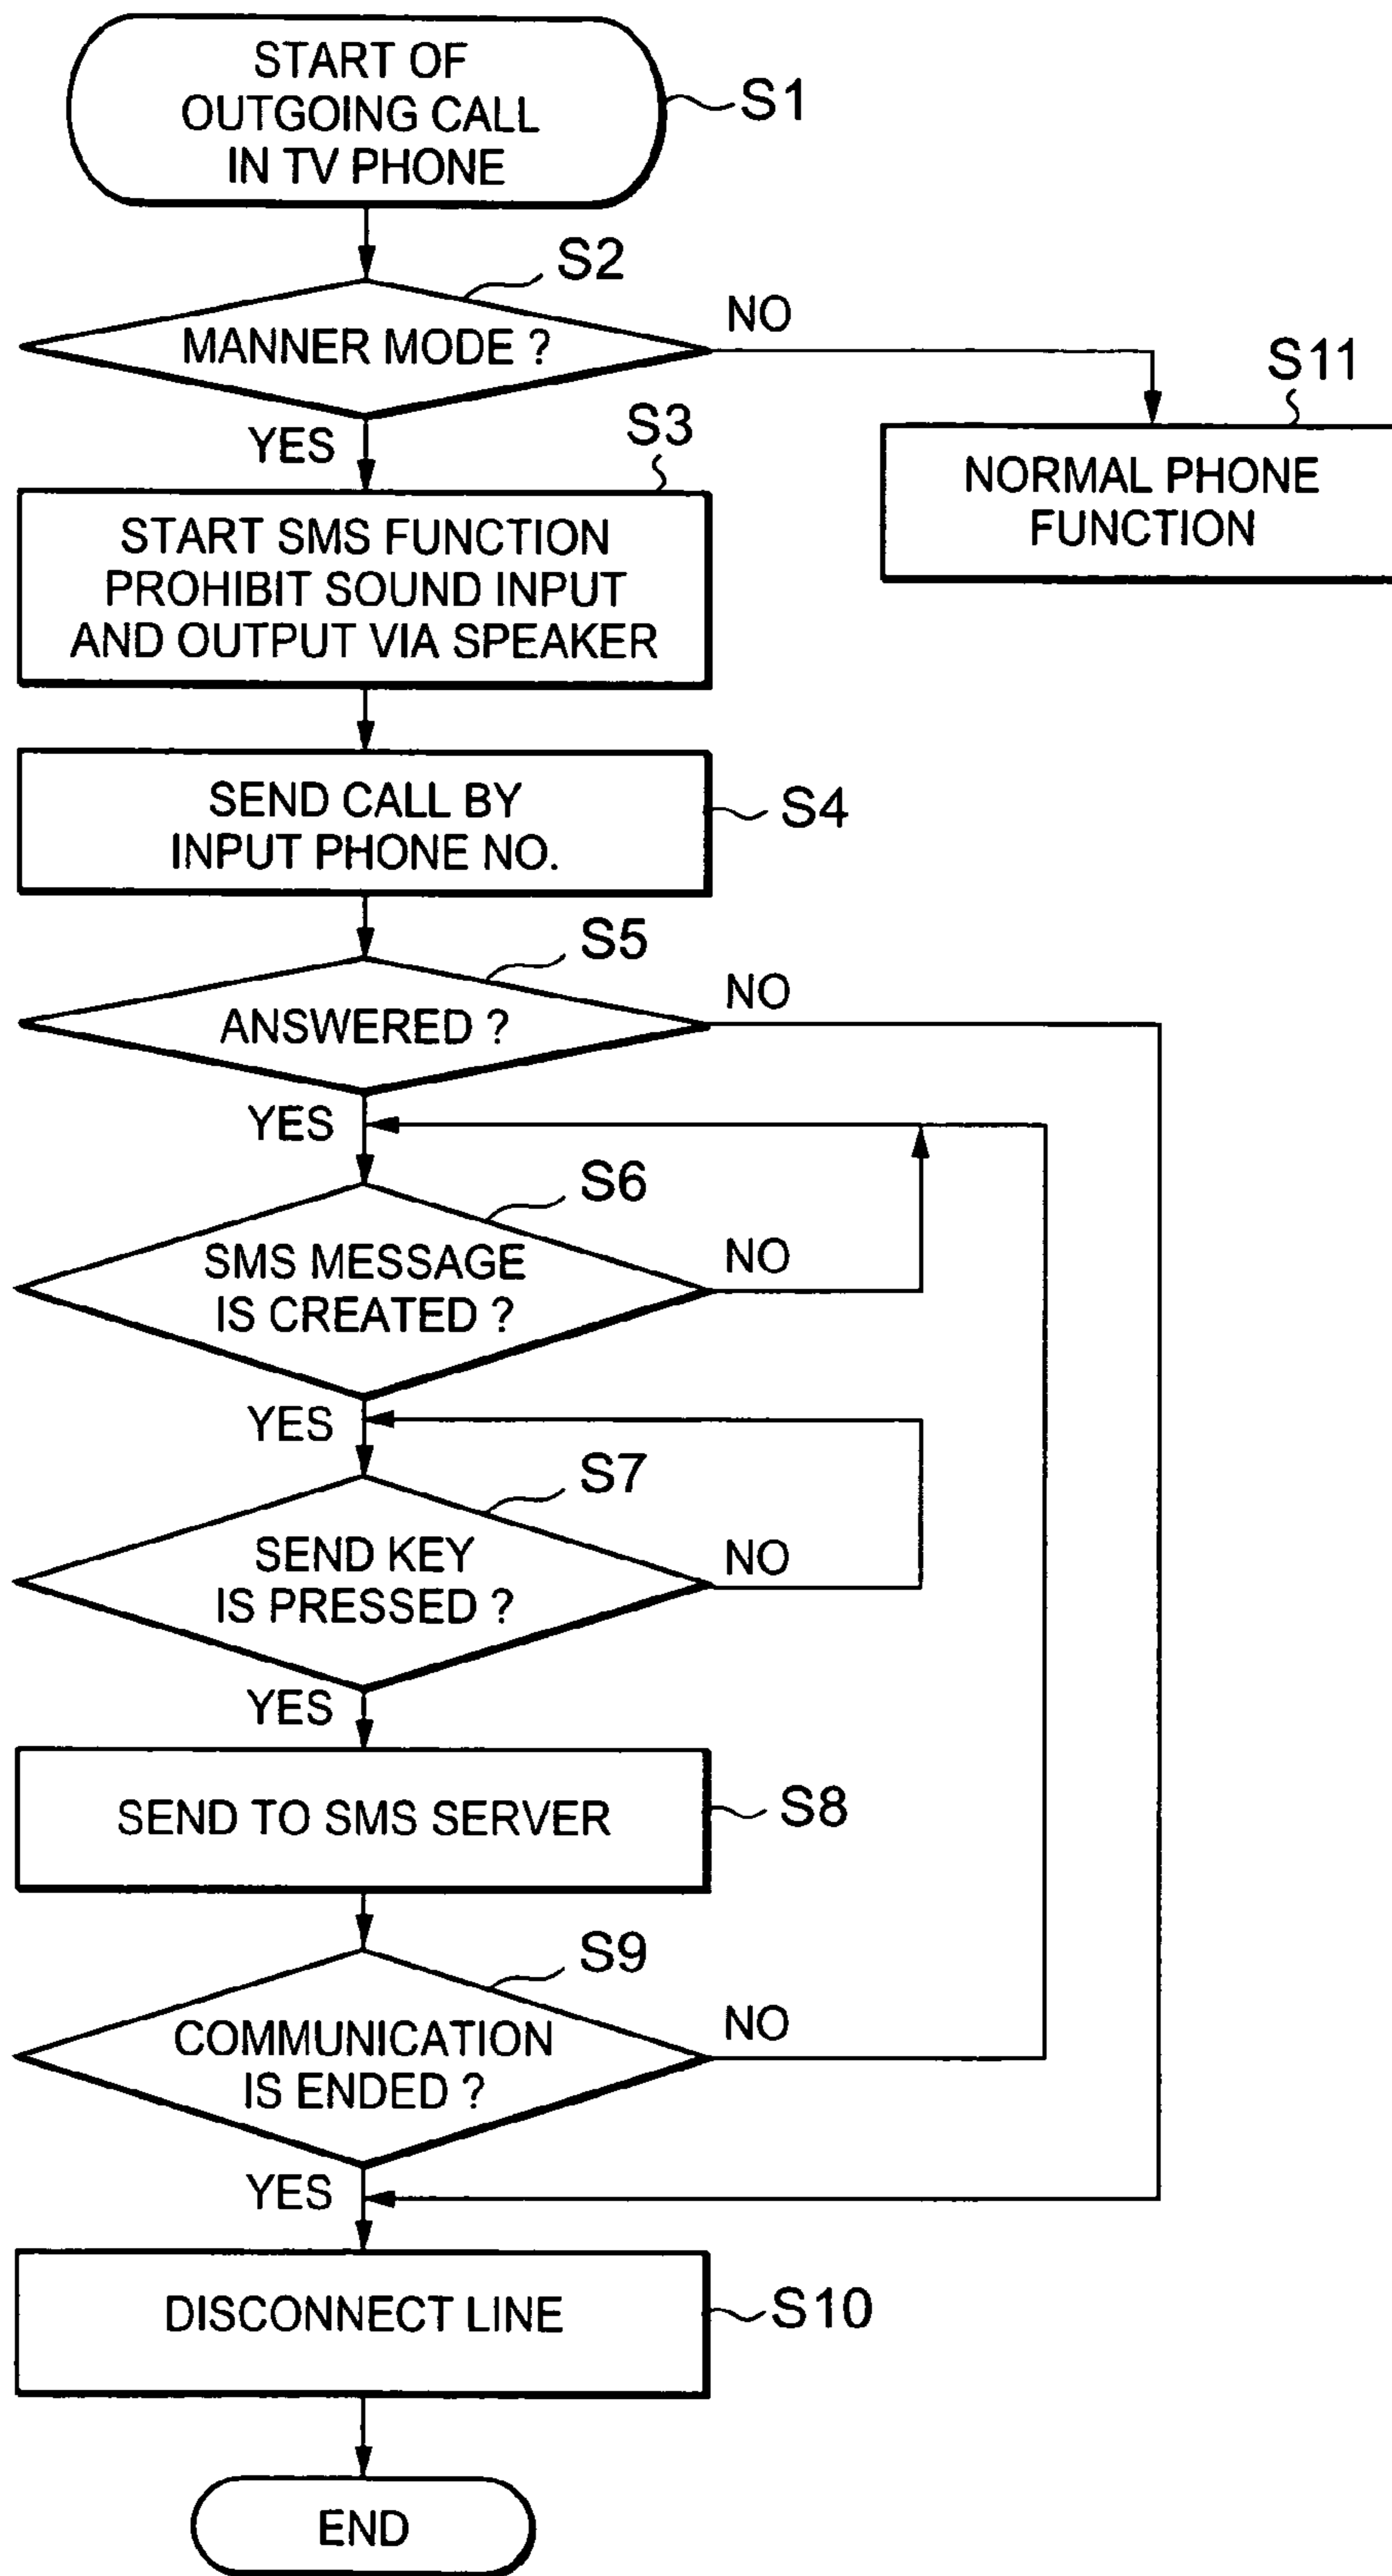 START OF
OUTGOING CALL
IN TV PHONE
S1
S2
MANNER MODE ?
NO
YES
S11
NORMAL PHONE
FUNCTION
S3
START SMS FUNCTION
PROHIBIT SOUND INPUT
AND OUTPUT VIA SPEAKER
SEND CALL BY
INPUT PHONE NO.
S4
S5
ANSWERED ?
NO
YES
S6
SMS MESSAGE
IS CREATED ?
NO
YES
S7
SEND KEY
IS PRESSED ?
NO
YES
SEND TO SMS SERVER
S8
S9
COMMUNICATION
IS ENDED ?
NO
YES
DISCONNECT LINE
S10
END